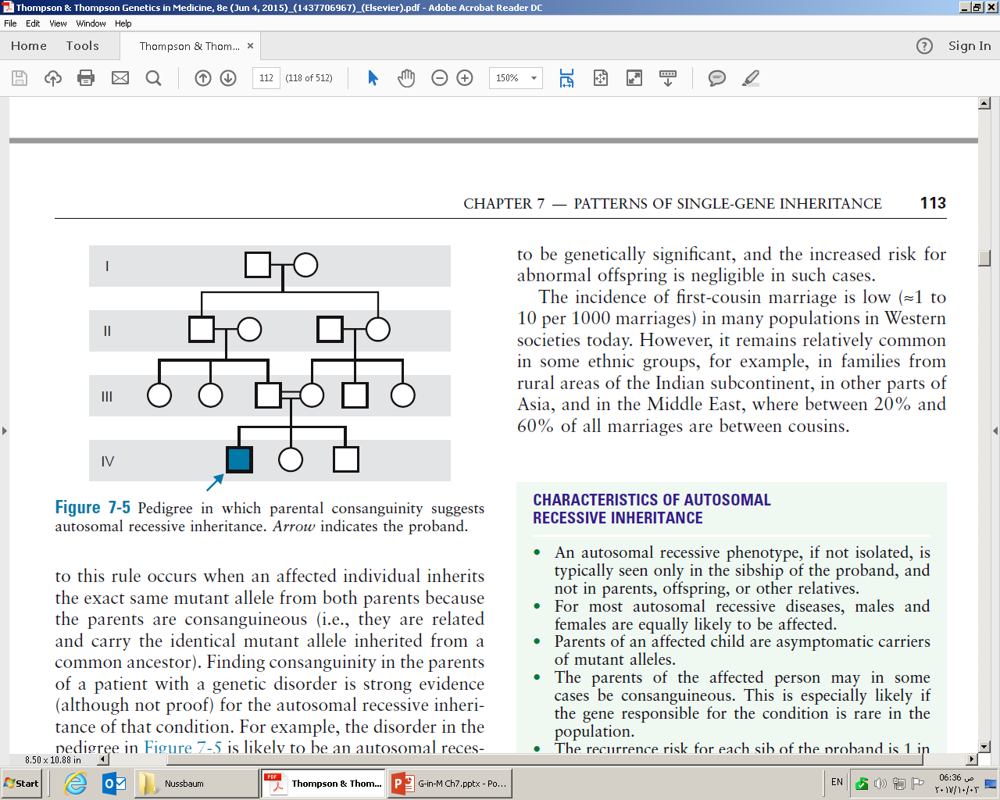 Thompson & Thompson Genetics in Medicine, 8e (Jun 4, 2015)_(1437706967)_(Elsevier).pdf - Adobe Acrobat Reader DC
File Edit View Window Help
Home Tools Thompson & Thom... × Sign In
112 (118 of 512) 150%
CHAPTER 7 — PATTERNS OF SINGLE-GENE INHERITANCE 113
I
II
III
IV
Figure 7-5 Pedigree in which parental consanguinity suggests
autosomal recessive inheritance. Arrow indicates the proband.
to this rule occurs when an affected individual inherits
the exact same mutant allele from both parents because
the parents are consanguineous (i.e., they are related
and carry the identical mutant allele inherited from a
common ancestor). Finding consanguinity in the parents
of a patient with a genetic disorder is strong evidence
(although not proof) for the autosomal recessive inheri-
tance of that condition. For example, the disorder in the
pedigree in Figure 7-5 is likely to be an autosomal reces-
to be genetically significant, and the increased risk for
abnormal offspring is negligible in such cases.
The incidence of first-cousin marriage is low (≈1 to
10 per 1000 marriages) in many populations in Western
societies today. However, it remains relatively common
in some ethnic groups, for example, in families from
rural areas of the Indian subcontinent, in other parts of
Asia, and in the Middle East, where between 20% and
60% of all marriages are between cousins.
CHARACTERISTICS OF AUTOSOMAL
RECESSIVE INHERITANCE
• An autosomal recessive phenotype, if not isolated, is
typically seen only in the sibship of the proband, and
not in parents, offspring, or other relatives.
• For most autosomal recessive diseases, males and
females are equally likely to be affected.
• Parents of an affected child are asymptomatic carriers
of mutant alleles.
• The parents of the affected person may in some
cases be consanguineous. This is especially likely if
the gene responsible for the condition is rare in the
population.
• The recurrence risk for each sib of the proband is 1 in
8.50 x 10.88 in
Start Nussbaum PDF Thompson & Thom... G-in-M Ch7.pptx - Po... EN 06:36 ص
٢٠١٧/١٠/٠٣